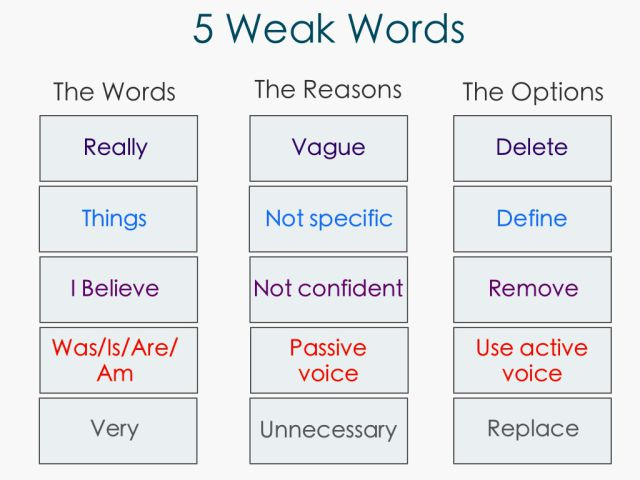 5 Weak Words
The Words
The Reasons
The Options
Really
Vague
Delete
Things
Not specific
Define
I Believe
Not confident
Remove
Was/Is/Are/
Am
Passive
voice
Use active
voice
Very
Unnecessary
Replace